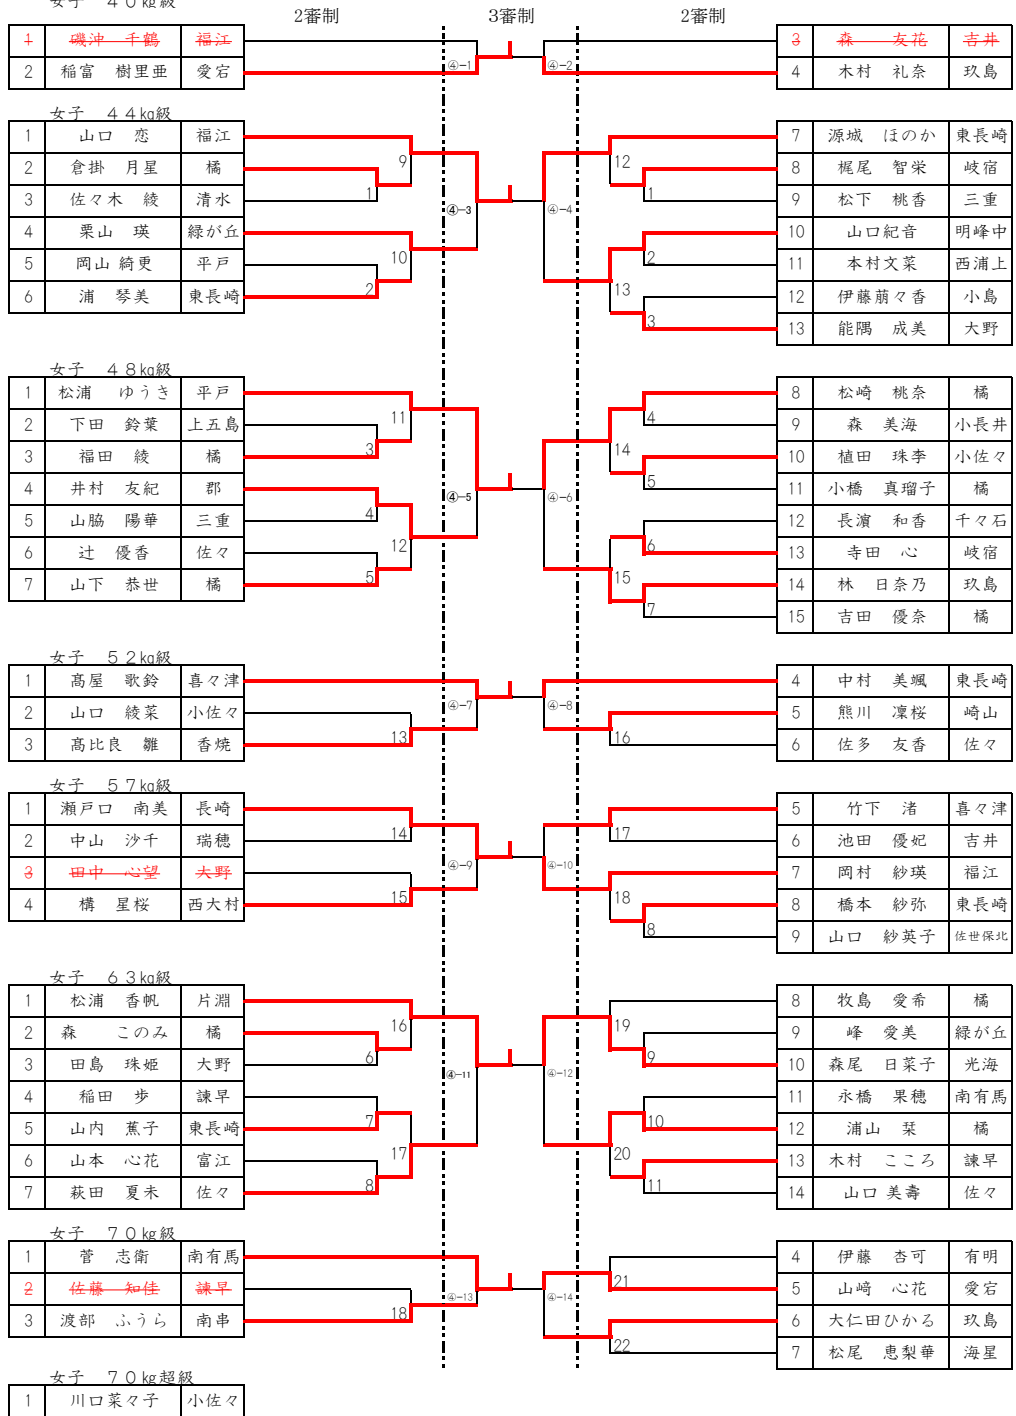 女子 40kg級
2審制 3審制 2審制
1 磯沖 千鶴 福江
2 稲富 樹里亜 愛宕
④-1 ④-2
3 森 友花 吉井
4 木村 礼奈 玖島
女子 44kg級
1 山口 恋 福江
2 倉掛 月星 橘
3 佐々木 綾 清水
4 栗山 瑛 緑が丘
5 岡山 綺更 平戸
6 浦 琴美 東長崎
9
1
10
2
④-3 ④-4
12
1
2
13
3
7 源城 ほのか 東長崎
8 梶尾 智栄 岐宿
9 松下 桃香 三重
10 山口紀音 明峰中
11 本村文菜 西浦上
12 伊藤萠々香 小島
13 能隅 成美 大野
女子 48kg級
1 松浦 ゆうき 平戸
2 下田 鈴葉 上五島
3 福田 綾 橘
4 井村 友紀 郡
5 山脇 陽華 三重
6 辻 優香 佐々
7 山下 恭世 橘
11
3
4
12
5
④-5 ④-6
4
14
5
6
15
7
8 松崎 桃奈 橘
9 森 美海 小長井
10 植田 珠李 小佐々
11 小橋 真瑠子 橘
12 長濵 和香 千々石
13 寺田 心 岐宿
14 林 日奈乃 玖島
15 吉田 優奈 橘
女子 52kg級
1 髙屋 歌鈴 喜々津
2 山口 綾菜 小佐々
3 髙比良 雛 香焼
13
④-7 ④-8
16
4 中村 美颯 東長崎
5 熊川 凜桜 崎山
6 佐多 友香 佐々
女子 57kg級
1 瀬戸口 南美 長崎
2 中山 沙千 瑞穂
3 田中 心望 大野
4 構 星桜 西大村
14
15
④-9 ④-10
17
18
8
5 竹下 渚 喜々津
6 池田 優妃 吉井
7 岡村 紗瑛 福江
8 橋本 紗弥 東長崎
9 山口 紗英子 佐世保北
女子 63kg級
1 松浦 香帆 片淵
2 森 このみ 橘
3 田島 珠姫 大野
4 稲田 歩 諫早
5 山内 蕉子 東長崎
6 山本 心花 富江
7 萩田 夏未 佐々
16
6
7
17
8
④-11 ④-12
19
9
10
20
11
8 牧島 愛希 橘
9 峰 愛美 緑が丘
10 森尾 日菜子 光海
11 永橋 果穂 南有馬
12 浦山 栞 橘
13 木村 こころ 諫早
14 山口 美壽 佐々
女子 70kg級
1 菅 志衛 南有馬
2 佐藤 知佳 諫早
3 渡部 ふうら 南串
18
④-13 ④-14
21
22
4 伊藤 杏可 有明
5 山﨑 心花 愛宕
6 大仁田ひかる 玖島
7 松尾 恵梨華 海星
女子 70kg超級
1 川口菜々子 小佐々